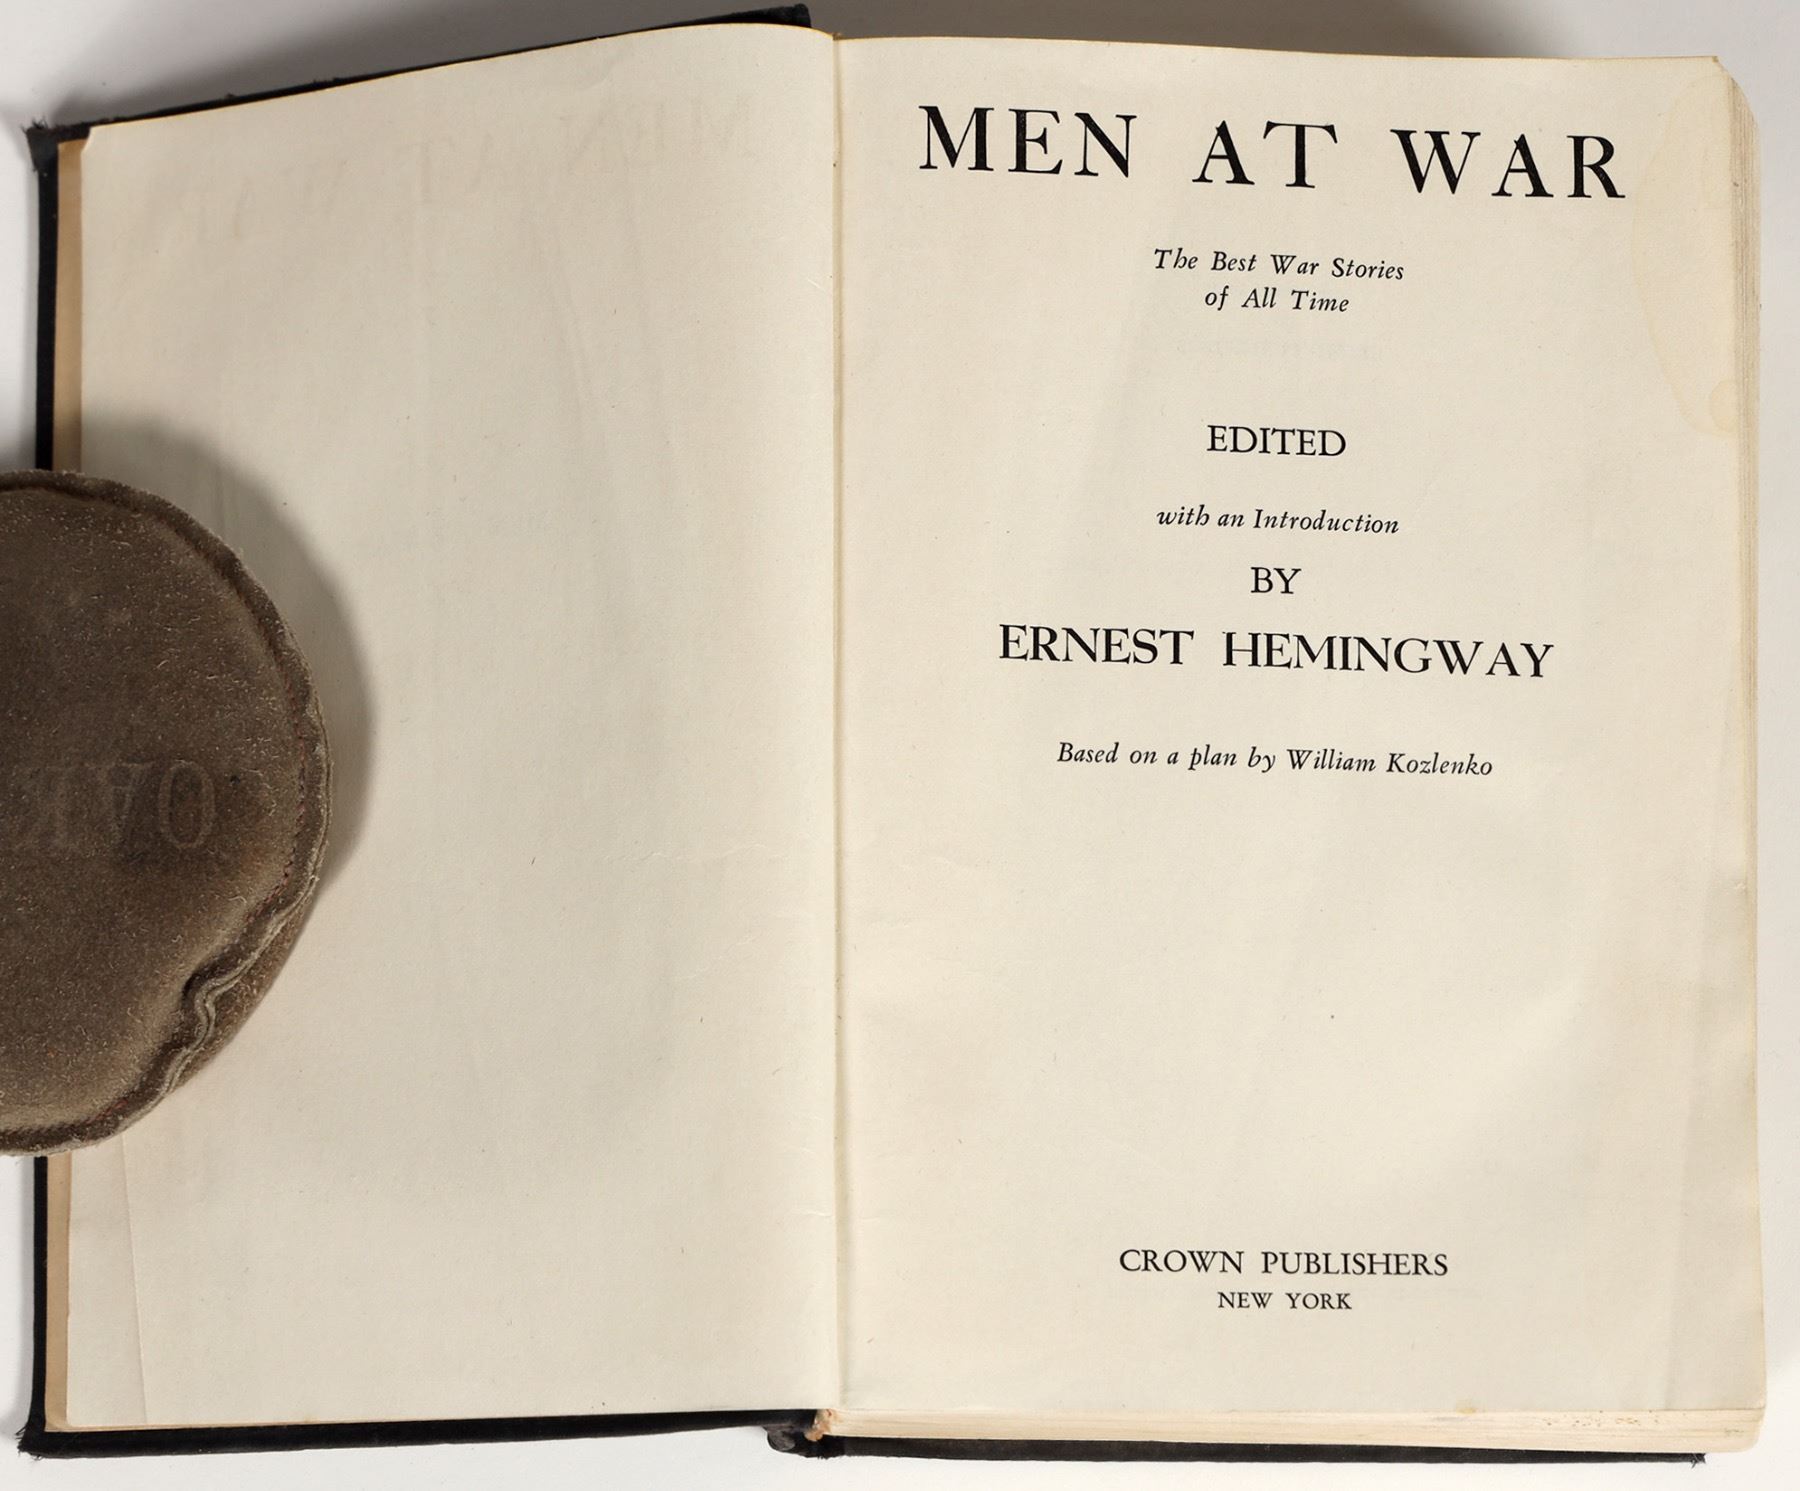 MEN AT WAR
The Best War Stories
of All Time
EDITED
with an Introduction
BY
ERNEST HEMINGWAY
Based on a plan by William Kozlenko
CROWN PUBLISHERS
NEW YORK